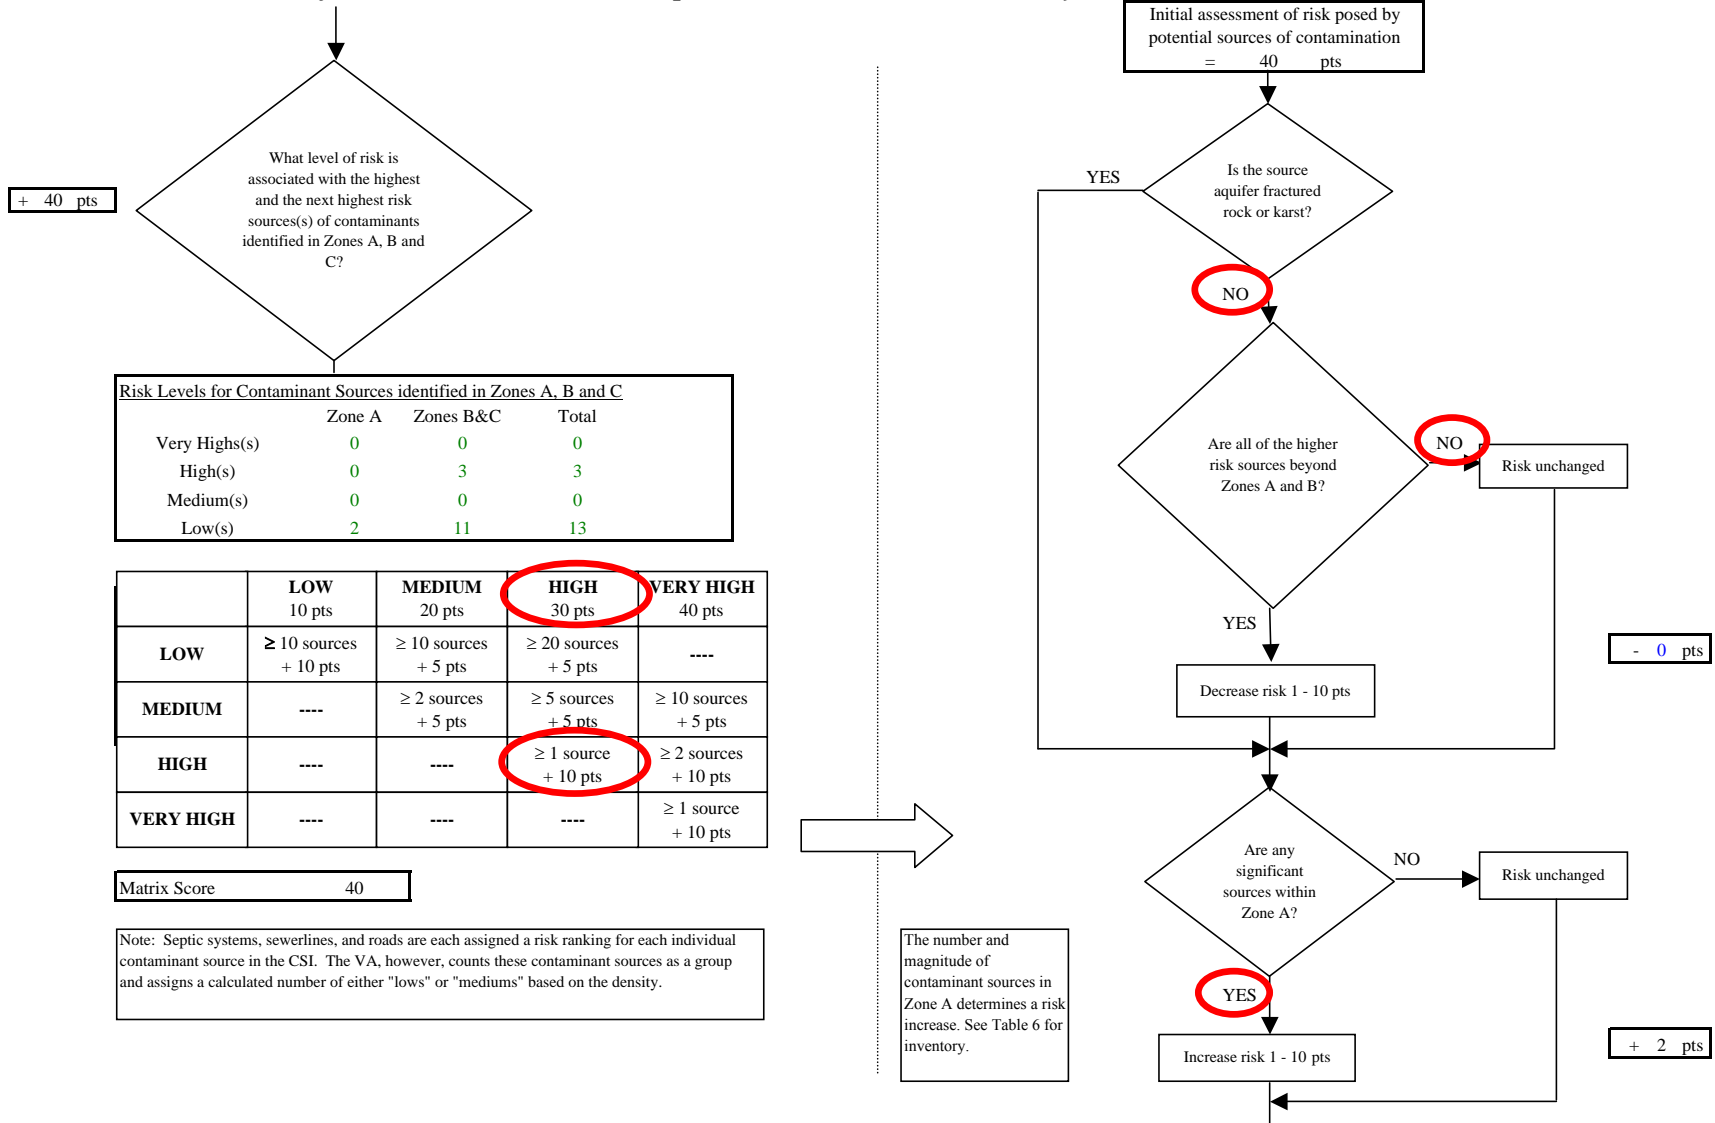 + 40 pts
What level of risk is
associated with the highest
and the next highest risk
sources(s) of contaminants
identified in Zones A, B and
C?
Risk Levels for Contaminant Sources identified in Zones A, B and C
Zone A Zones B&C Total
Very Highs(s) 0 0 0
High(s) 0 3 3
Medium(s) 0 0 0
Low(s) 2 11 13
LOW MEDIUM HIGH VERY HIGH
10 pts 20 pts 30 pts 40 pts
LOW ≥ 10 sources ≥ 10 sources ≥ 20 sources ----
+ 10 pts + 5 pts + 5 pts
MEDIUM ---- ≥ 2 sources ≥ 5 sources ≥ 10 sources
+ 5 pts + 5 pts + 5 pts
HIGH ---- ---- ≥ 1 source ≥ 2 sources
+ 10 pts + 10 pts
VERY HIGH ---- ---- ---- ≥ 1 source
+ 10 pts
Matrix Score 40
Note: Septic systems, sewerlines, and roads are each assigned a risk ranking for each individual
contaminant source in the CSI. The VA, however, counts these contaminant sources as a group
and assigns a calculated number of either "lows" or "mediums" based on the density.
Initial assessment of risk posed by
potential sources of contamination
= 40 pts
Is the source
aquifer fractured
rock or karst?
YES
NO
Are all of the higher
risk sources beyond
Zones A and B?
NO
Risk unchanged
YES
- 0 pts
Decrease risk 1 - 10 pts
Are any
significant
sources within
Zone A?
NO
Risk unchanged
The number and
magnitude of
contaminant sources in
Zone A determines a risk
increase. See Table 6 for
inventory.
YES
Increase risk 1 - 10 pts
+ 2 pts